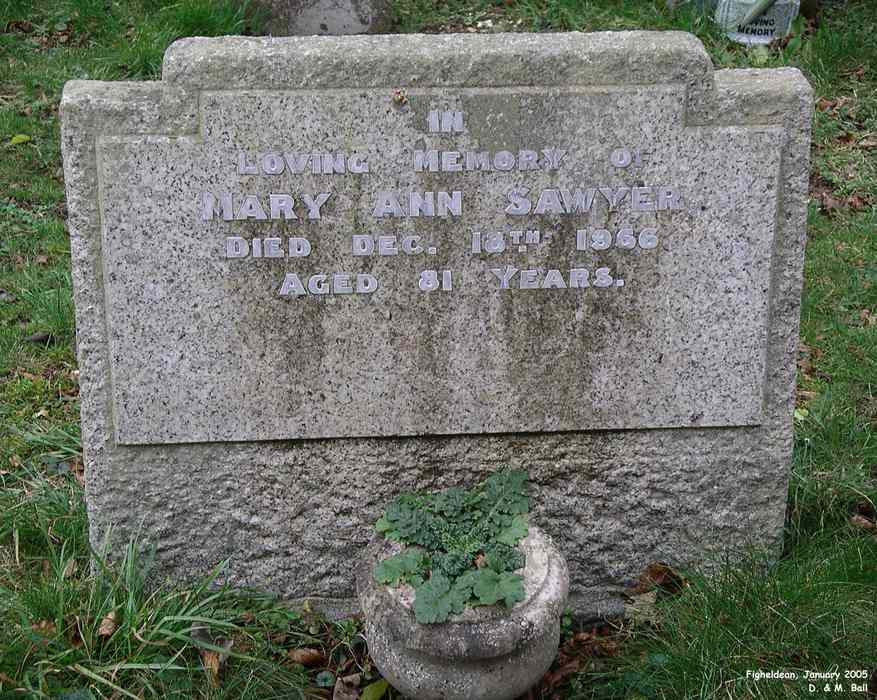 LOVING
MEMORY
IN
LOVING MEMORY OF
MARY ANN SAWYER
DIED DEC. 18TH 1966
AGED 81 YEARS.
Figheldean, January 2005
D. & M. Ball